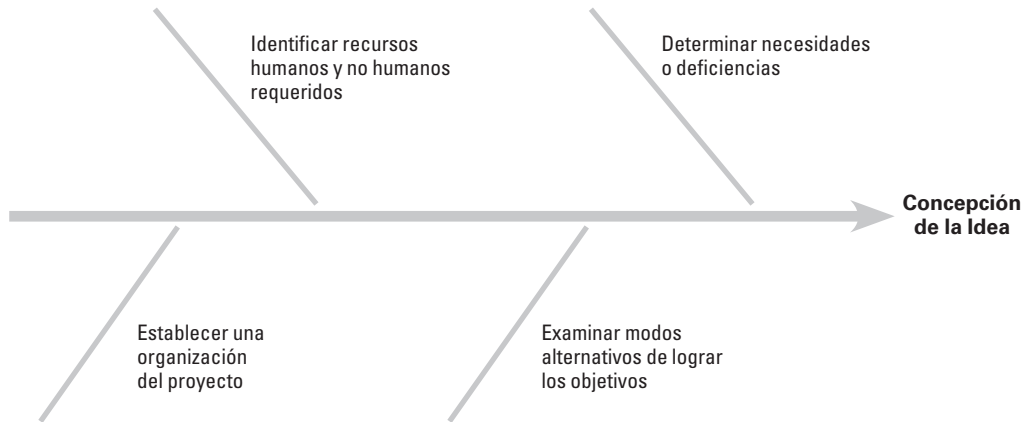 Identificar recursos
humanos y no humanos
requeridos
Determinar necesidades
o deficiencias
Concepción
de la Idea
Establecer una
organización
del proyecto
Examinar modos
alternativos de lograr
los objetivos